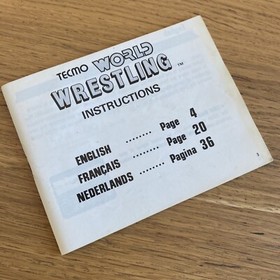 TECMO WORLD
WRESTLING ™
INSTRUCTIONS
ENGLISH ........ Page 4
FRANÇAIS ........ Page 20
NEDERLANDS ...... Pagina 36